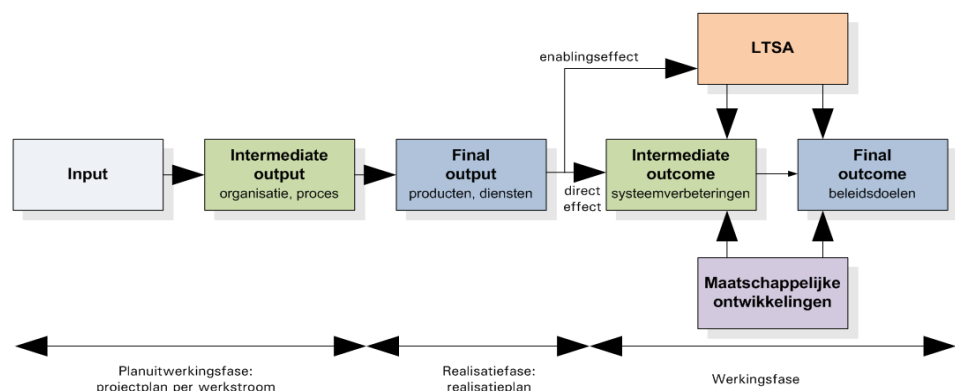 LTSA
enablingseffect
Input
Intermediate
output
organisatie, proces
Final
output
producten, diensten
direct
effect
Intermediate
outcome
systeemverbeteringen
Final
outcome
beleidsdoelen
Maatschappelijke
ontwikkelingen
Planuitwerkingsfase:
projectplan per werkstroom
Realisatiefase:
realisatieplan
Werkingsfase